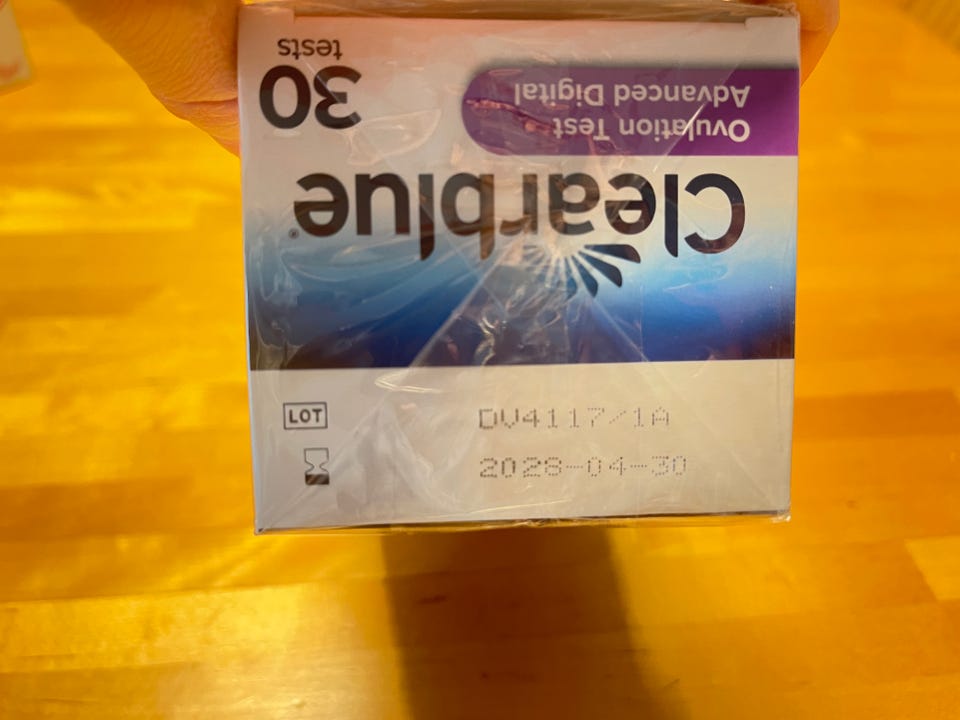 Clearblue®
Ovulation Test
Advanced Digital
30
tests
LOT DV4117/1A
2028-04-30